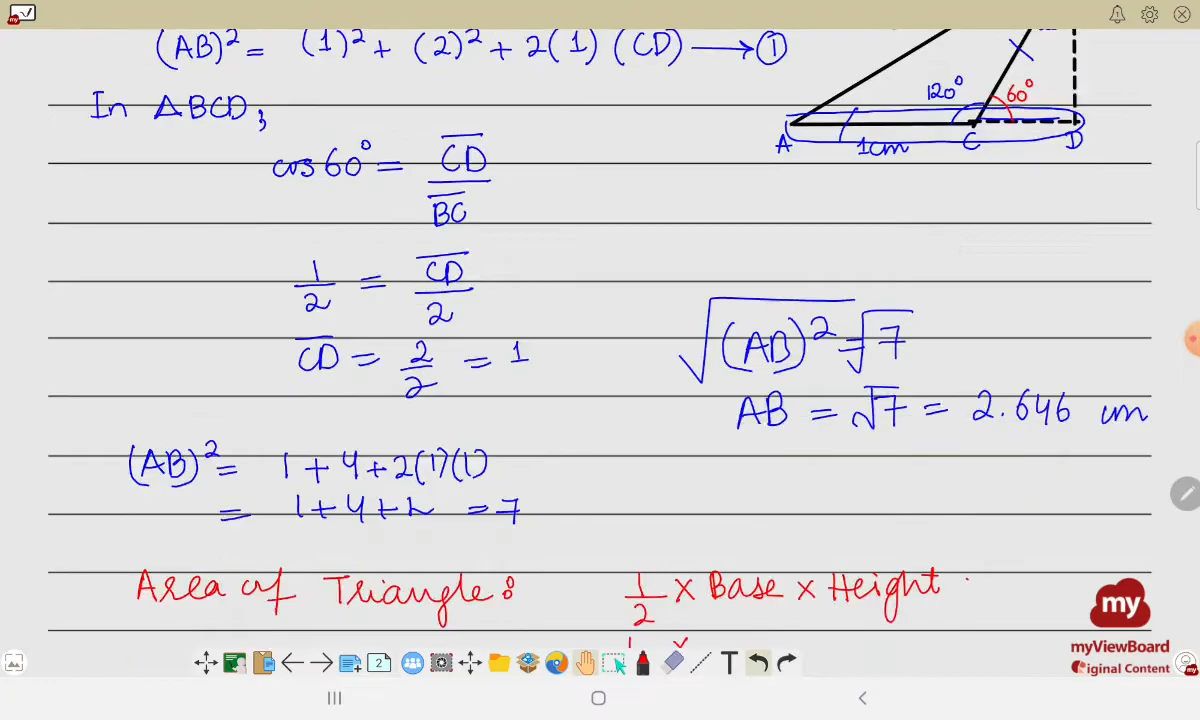 (AB)² = (1)² + (2)² + 2(1)(CD) ⟶ ①
In △BCD,
120°
60°
A
1cm
C
D
cos60° = CD / BC
1/2 = CD/2
CD = 2/2 = 1
√(AB)² = √7
AB = √7 = 2.646 cm
(AB)² = 1 + 4 + 2(1)(1)
= 1 + 4 + 2 = 7
Area of Triangle: 1/2 × Base × Height
my
myViewBoard
Original Content
2
T